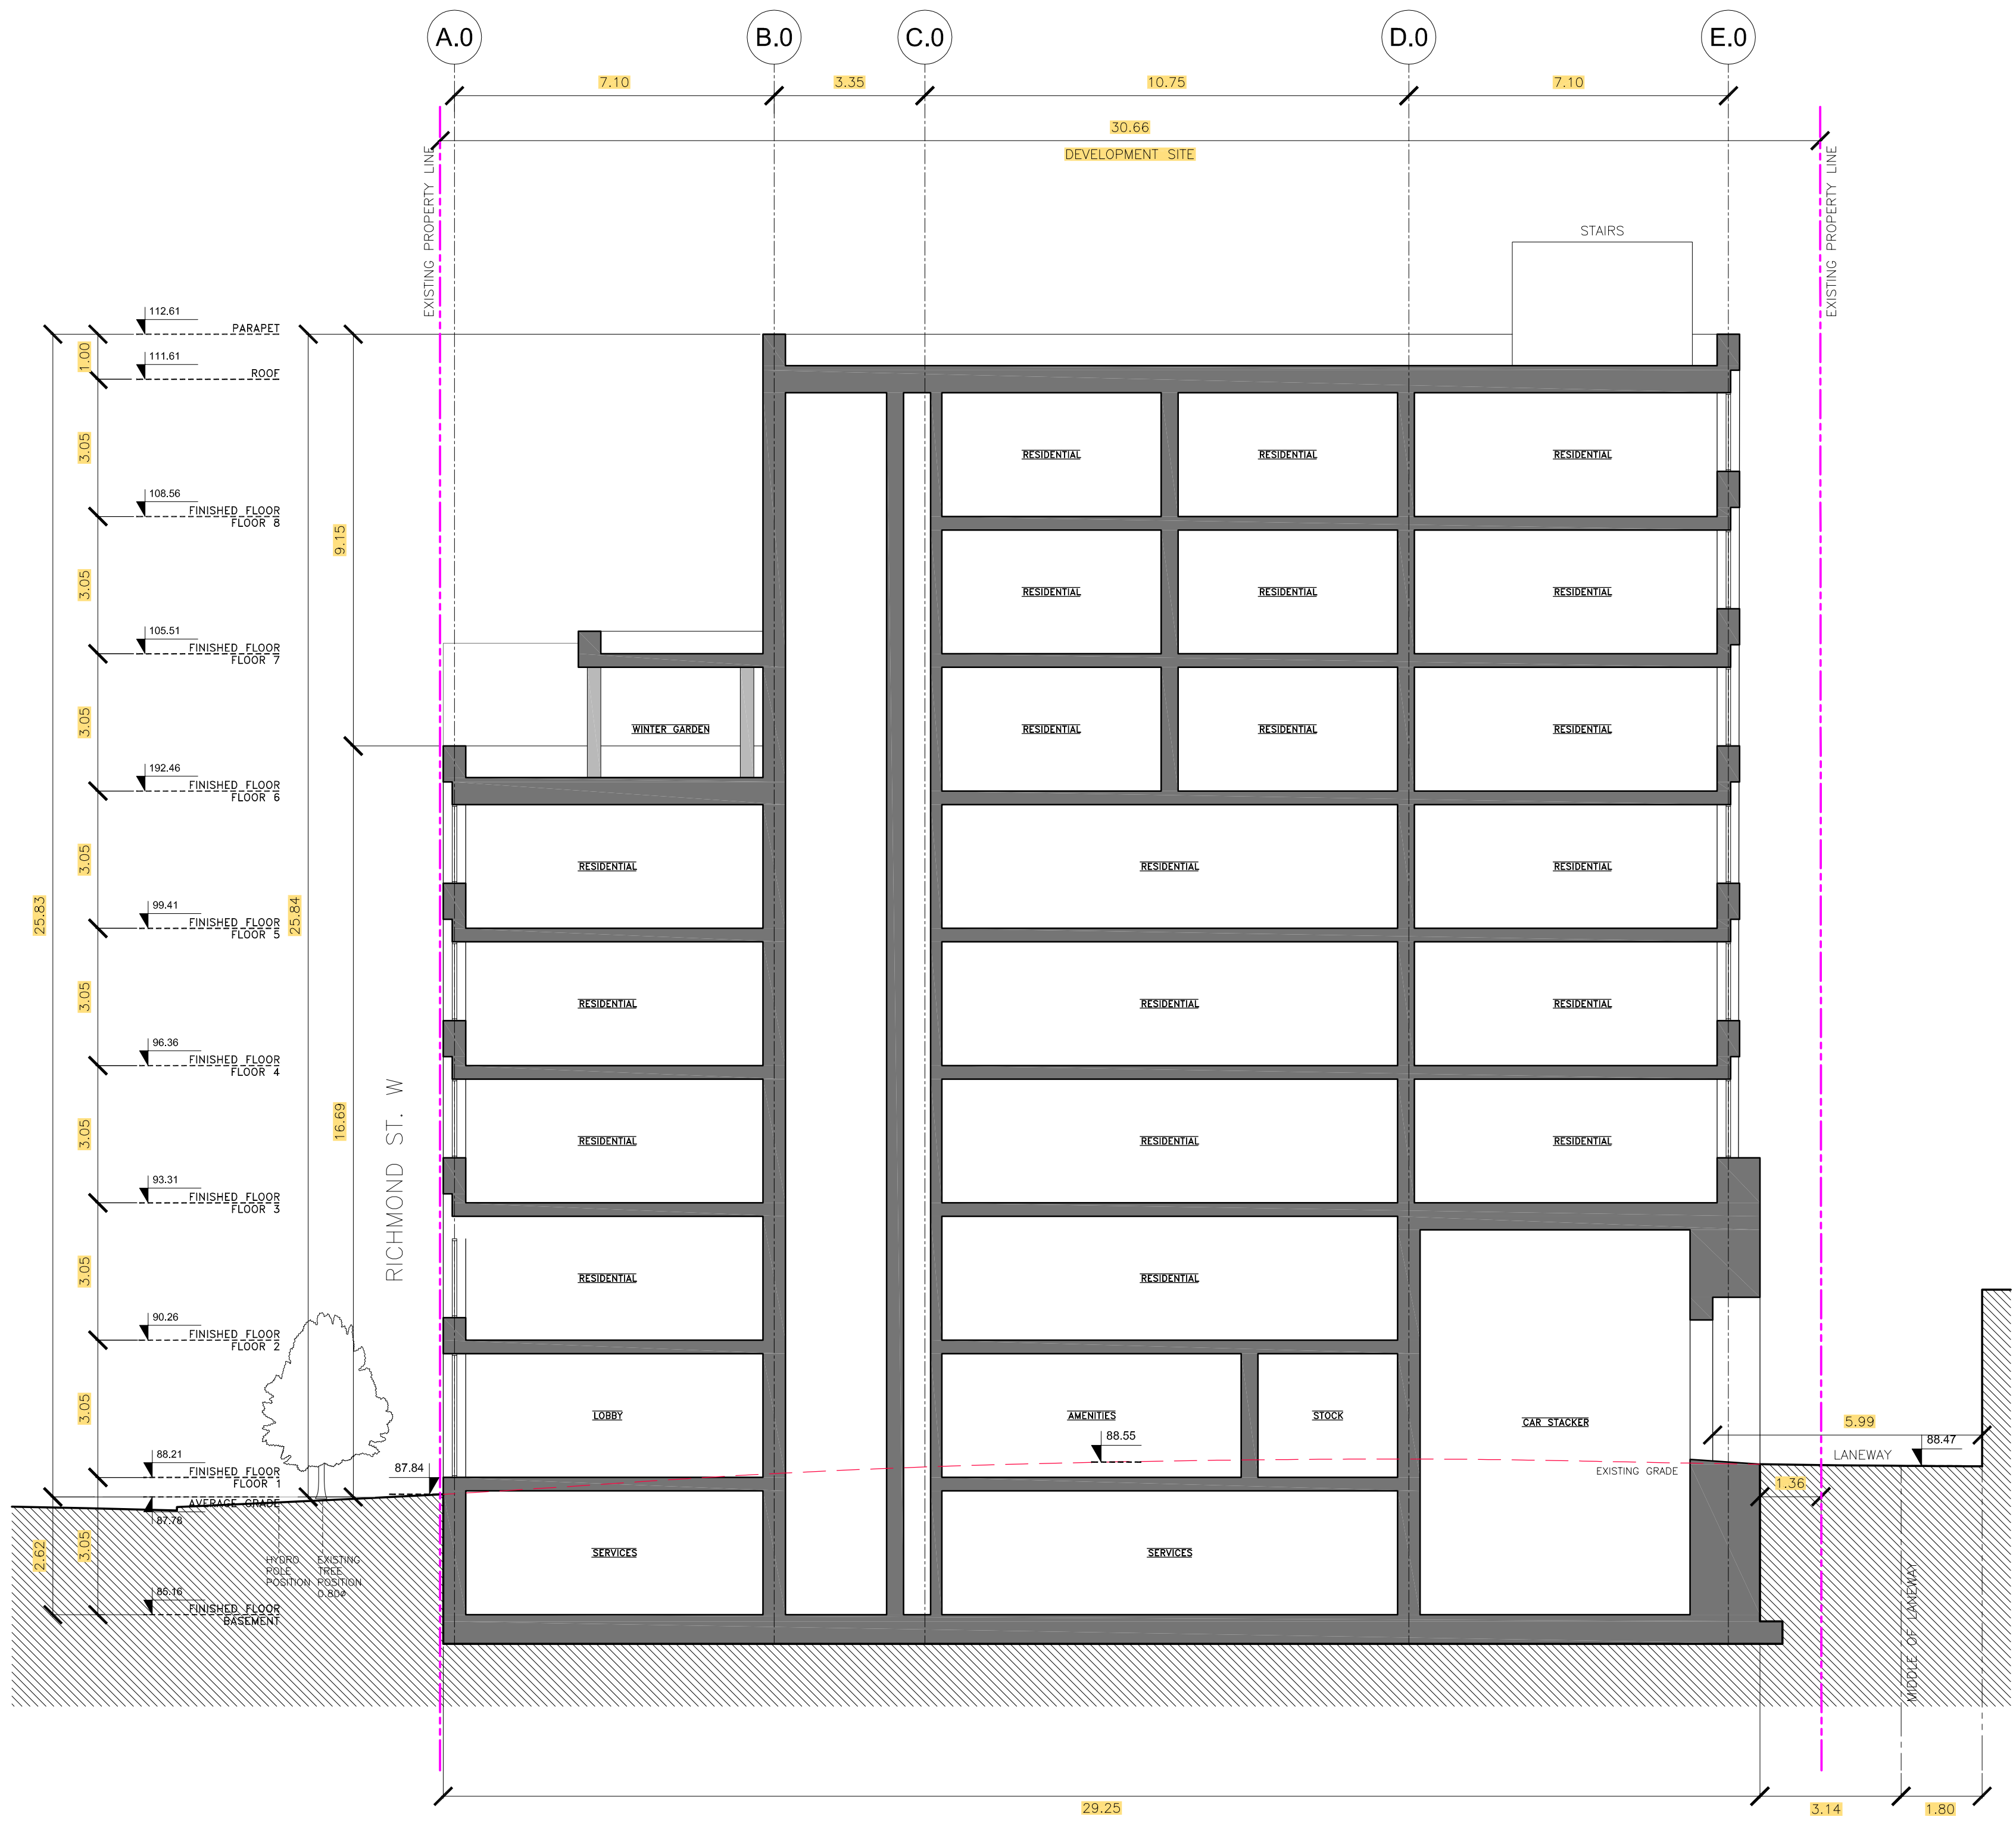 A.0 B.0 C.0 D.0 E.0
7.10 3.35 10.75 7.10
30.66
DEVELOPMENT SITE
EXISTING PROPERTY LINE
EXISTING PROPERTY LINE
STAIRS
112.61
PARAPET
1.00
111.61
ROOF
3.05
RESIDENTIAL RESIDENTIAL RESIDENTIAL
108.56
FINISHED FLOOR
FLOOR 8
9.15
3.05
RESIDENTIAL RESIDENTIAL RESIDENTIAL
105.51
FINISHED FLOOR
FLOOR 7
3.05
WINTER GARDEN RESIDENTIAL RESIDENTIAL RESIDENTIAL
192.46
FINISHED FLOOR
FLOOR 6
3.05
RESIDENTIAL RESIDENTIAL RESIDENTIAL
25.83
25.84
99.41
FINISHED FLOOR
FLOOR 5
3.05
RESIDENTIAL RESIDENTIAL RESIDENTIAL
96.36
FINISHED FLOOR
FLOOR 4
3.05
16.69
RICHMOND ST. W
RESIDENTIAL RESIDENTIAL RESIDENTIAL
93.31
FINISHED FLOOR
FLOOR 3
3.05
RESIDENTIAL RESIDENTIAL
90.26
FINISHED FLOOR
FLOOR 2
3.05
LOBBY AMENITIES STOCK CAR STACKER
5.99
88.55
88.47
LANEWAY
88.21
FINISHED FLOOR
FLOOR 1
87.84
EXISTING GRADE
1.36
AVERAGE GRADE
87.78
2.62
3.05
SERVICES SERVICES
HYDRO
POLE
POSITION
EXISTING
TREE
POSITION
0.80ø
85.16
FINISHED FLOOR
BASEMENT
MIDDLE OF LANEWAY
29.25 3.14 1.80